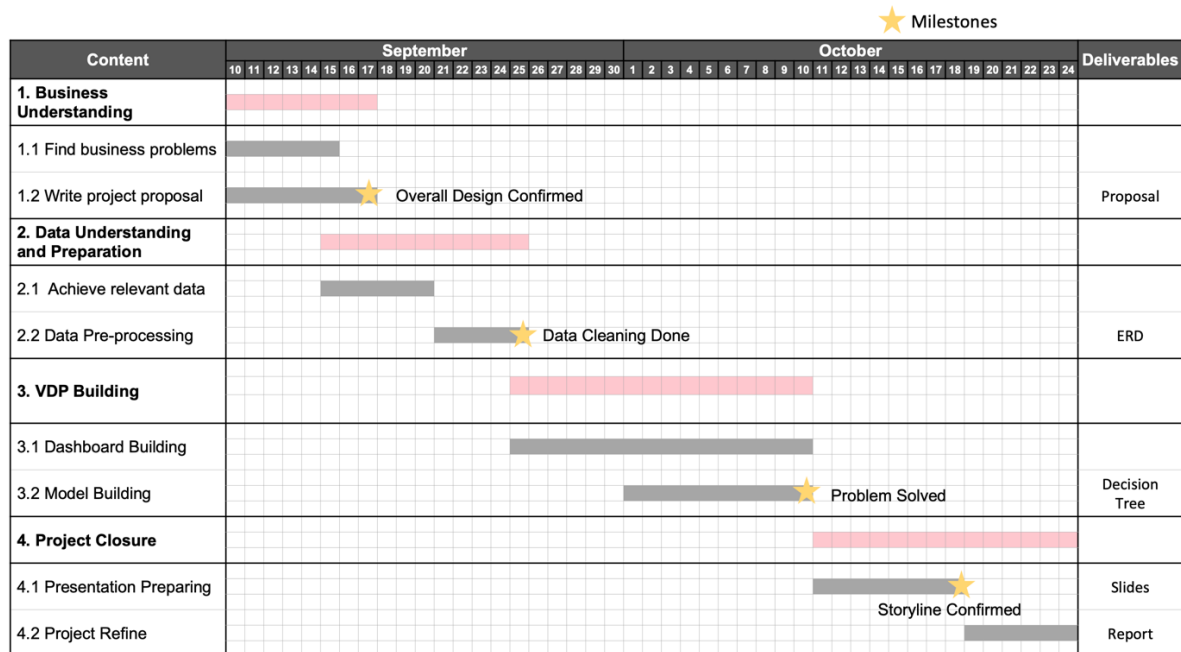 Milestones
Content
September
October
Deliverables
10 11 12 13 14 15 16 17 18 19 20 21 22 23 24 25 26 27 28 29 30 1 2 3 4 5 6 7 8 9 10 11 12 13 14 15 16 17 18 19 20 21 22 23 24
1. Business
Understanding
1.1 Find business problems
1.2 Write project proposal
Overall Design Confirmed
Proposal
2. Data Understanding
and Preparation
2.1 Achieve relevant data
2.2 Data Pre-processing
Data Cleaning Done
ERD
3. VDP Building
3.1 Dashboard Building
3.2 Model Building
Problem Solved
Decision
Tree
4. Project Closure
4.1 Presentation Preparing
Slides
Storyline Confirmed
4.2 Project Refine
Report